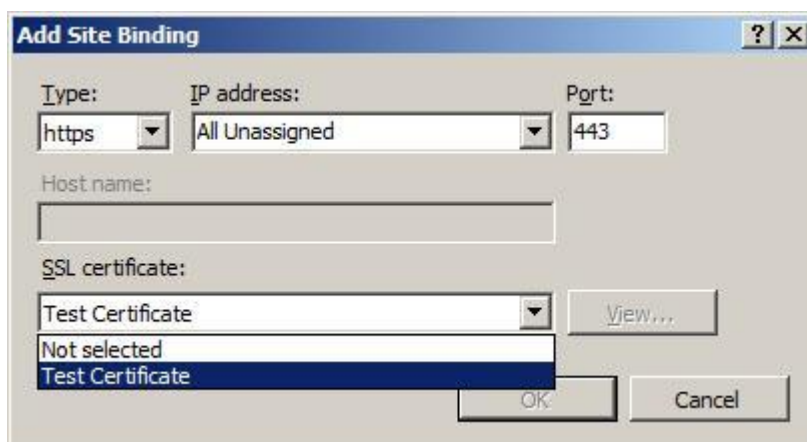 Add Site Binding
Type: IP address: Port:
https All Unassigned 443
Host name:
SSL certificate:
Test Certificate View...
Not selected
Test Certificate
OK Cancel